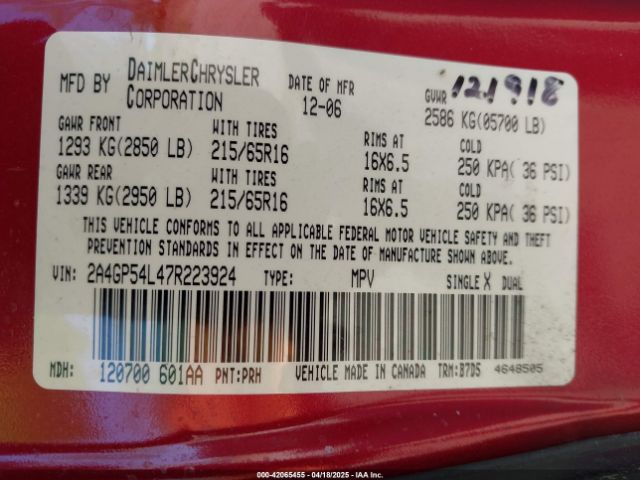 MFD BY DAIMLERCHRYSLER CORPORATION DATE OF MFR 12-06 GVWR 121918
2586 KG(05700 LB)
GAWR FRONT WITH TIRES RIMS AT COLD
1293 KG(2850 LB) 215/65R16 16X6.5 250 KPA( 36 PSI)
GAWR REAR WITH TIRES RIMS AT COLD
1339 KG(2950 LB) 215/65R16 16X6.5 250 KPA( 36 PSI)
THIS VEHICLE CONFORMS TO ALL APPLICABLE FEDERAL MOTOR VEHICLE SAFETY AND THEFT
PREVENTION STANDARDS IN EFFECT ON THE DATE OF MANUFACTURE SHOWN ABOVE.
VIN: 2A4GP54L47R223924 TYPE: MPV SINGLE X DUAL
MDH: 120700 601AA PNT:PRH VEHICLE MADE IN CANADA TRM:B7D5 4648505
000-42065455 - 04/18/2025 - IAA Inc.